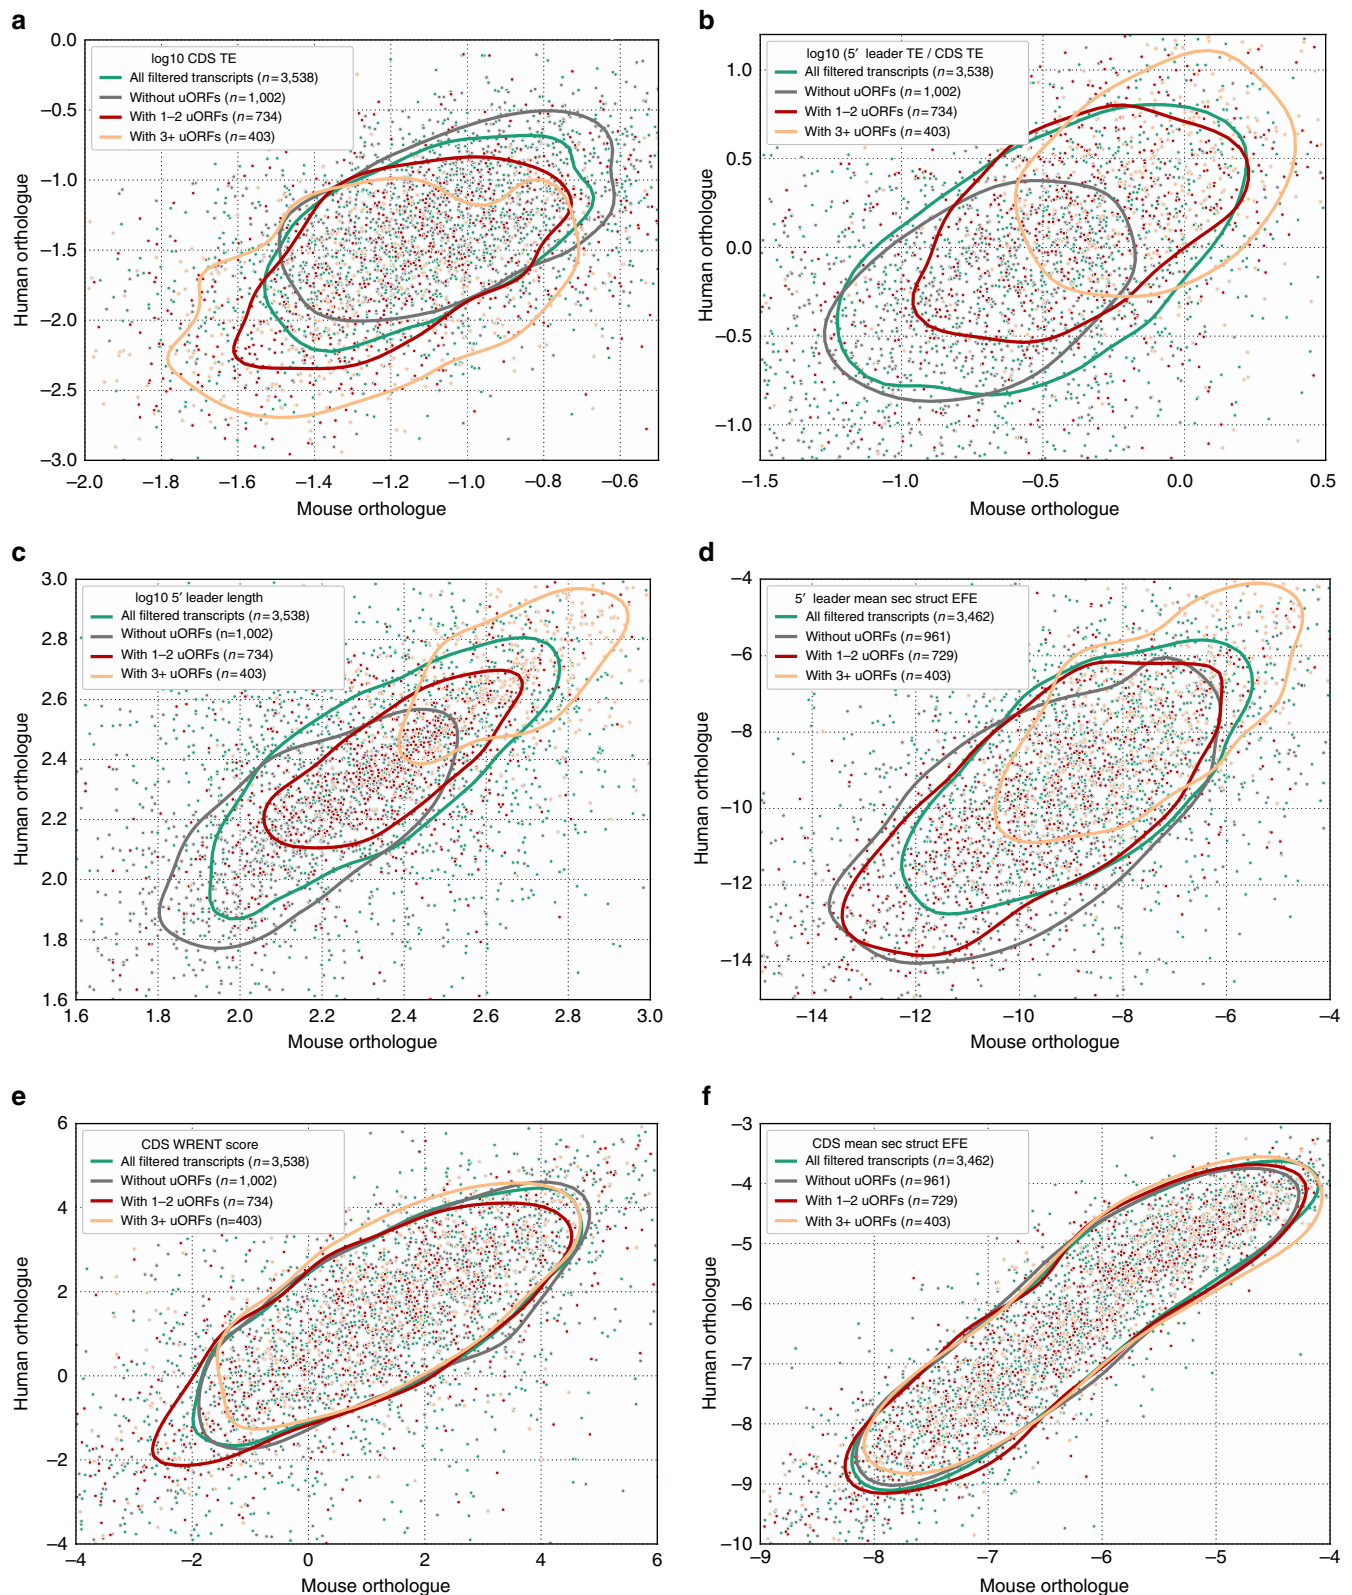 a
log10 CDS TE
All filtered transcripts (n=3,538)
Without uORFs (n=1,002)
With 1–2 uORFs (n=734)
With 3+ uORFs (n=403)
0.0
–0.5
–1.0
–1.5
–2.0
–2.5
–3.0
Human orthologue
–2.0 –1.8 –1.6 –1.4 –1.2 –1.0 –0.8 –0.6
Mouse orthologue
b
log10 (5′ leader TE / CDS TE)
All filtered transcripts (n=3,538)
Without uORFs (n=1,002)
With 1–2 uORFs (n=734)
With 3+ uORFs (n=403)
1.0
0.5
0.0
–0.5
–1.0
Human orthologue
–1.5 –1.0 –0.5 0.0 0.5
Mouse orthologue
c
log10 5′ leader length
All filtered transcripts (n=3,538)
Without uORFs (n=1,002)
With 1–2 uORFs (n=734)
With 3+ uORFs (n=403)
3.0
2.8
2.6
2.4
2.2
2.0
1.8
1.6
Human orthologue
1.6 1.8 2.0 2.2 2.4 2.6 2.8 3.0
Mouse orthologue
d
5′ leader mean sec struct EFE
All filtered transcripts (n=3,462)
Without uORFs (n=961)
With 1–2 uORFs (n=729)
With 3+ uORFs (n=403)
–4
–6
–8
–10
–12
–14
Human orthologue
–14 –12 –10 –8 –6 –4
Mouse orthologue
e
CDS WRENT score
All filtered transcripts (n=3,538)
Without uORFs (n=1,002)
With 1–2 uORFs (n=734)
With 3+ uORFs (n=403)
6
4
2
0
–2
–4
Human orthologue
–4 –2 0 2 4 6
Mouse orthologue
f
CDS mean sec struct EFE
All filtered transcripts (n=3,462)
Without uORFs (n=961)
With 1–2 uORFs (n=729)
With 3+ uORFs (n=403)
–3
–4
–5
–6
–7
–8
–9
–10
Human orthologue
–9 –8 –7 –6 –5 –4
Mouse orthologue